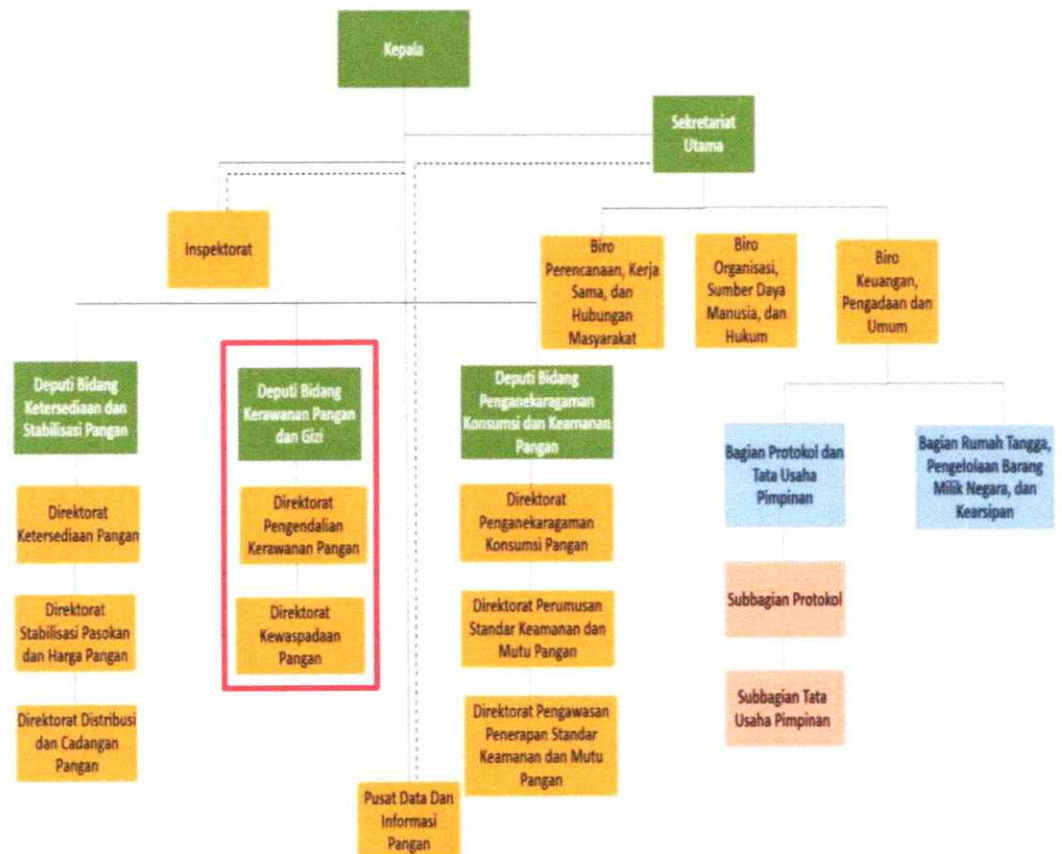 Kepala
Sekretariat
Utama
Inspektorat
Biro
Perencanaan, Kerja
Sama, dan
Hubungan
Masyarakat
Biro
Organisasi,
Sumber Daya
Manusia, dan
Hukum
Biro
Keuangan,
Pengadaan dan
Umum
Deputi Bidang
Ketersediaan dan
Stabilisasi Pangan
Deputi Bidang
Kerawanan Pangan
dan Gizi
Deputi Bidang
Penganekaragaman
Konsumsi dan Keamanan
Pangan
Bagian Protokol dan
Tata Usaha
Pimpinan
Bagian Rumah Tangga,
Pengelolaan Barang
Milik Negara, dan
Kearsipan
Direktorat
Ketersediaan Pangan
Direktorat
Pengendalian
Kerawanan Pangan
Direktorat
Penganekaragaman
Konsumsi Pangan
Direktorat
Stabilisasi Pasokan
dan Harga Pangan
Direktorat
Kewaspadaan
Pangan
Direktorat Perumusan
Standar Keamanan dan
Mutu Pangan
Subbagian Protokol
Direktorat Distribusi
dan Cadangan
Pangan
Direktorat Pengawasan
Penerapan Standar
Keamanan dan Mutu
Pangan
Subbagian Tata
Usaha Pimpinan
Pusat Data Dan
Informasi
Pangan